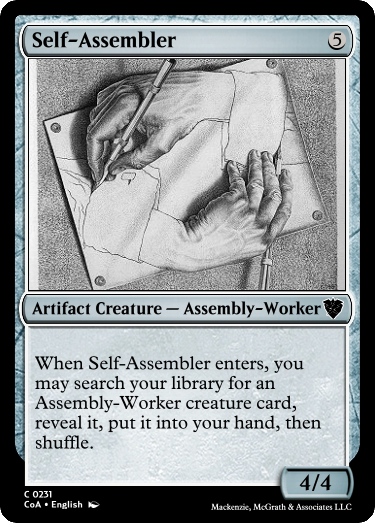 Self-Assembler 5
Artifact Creature — Assembly-Worker
When Self-Assembler enters, you
may search your library for an
Assembly-Worker creature card,
reveal it, put it into your hand, then
shuffle.
4/4
C 0231
CoA • English
Mackenzie, McGrath & Associates LLC